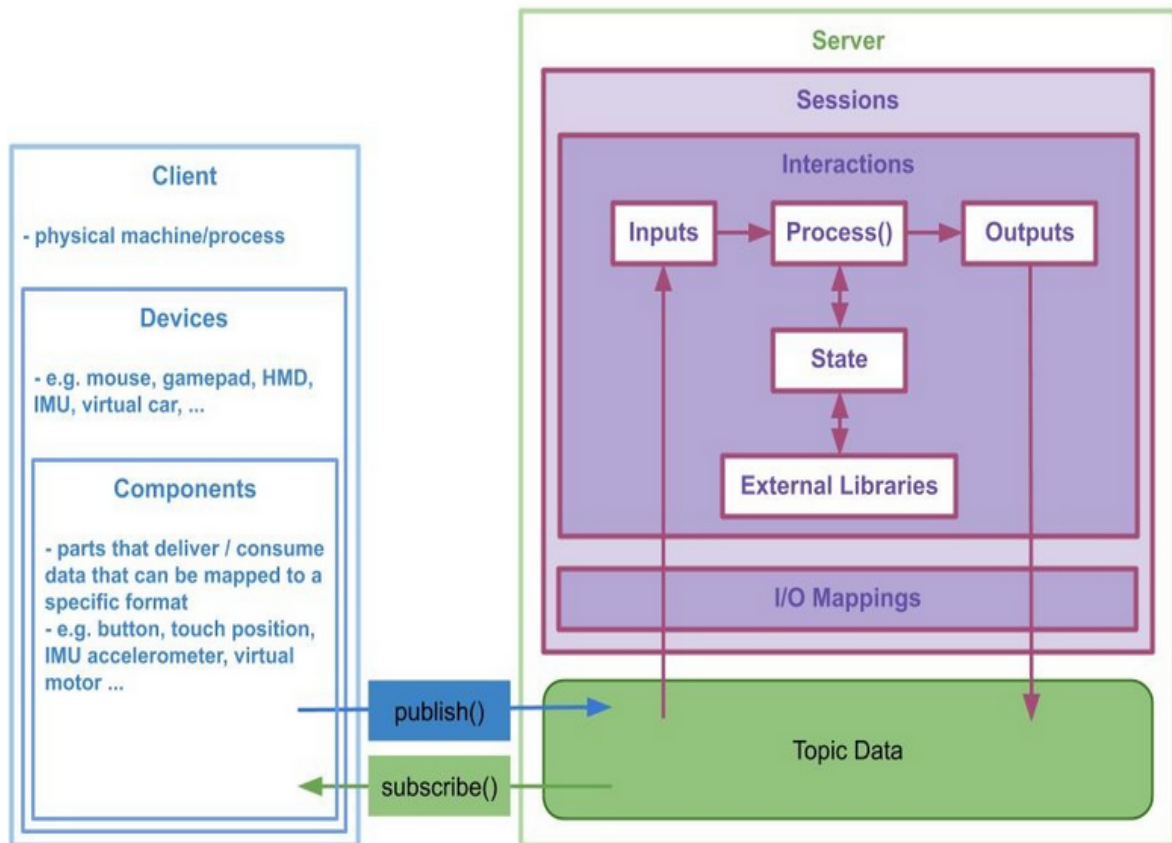 Client
- physical machine/process
Devices
- e.g. mouse, gamepad, HMD,
IMU, virtual car, ...
Components
- parts that deliver / consume
data that can be mapped to a
specific format
- e.g. button, touch position,
IMU accelerometer, virtual
motor ...
publish()
subscribe()
Server
Sessions
Interactions
Inputs
Process()
Outputs
State
External Libraries
I/O Mappings
Topic Data